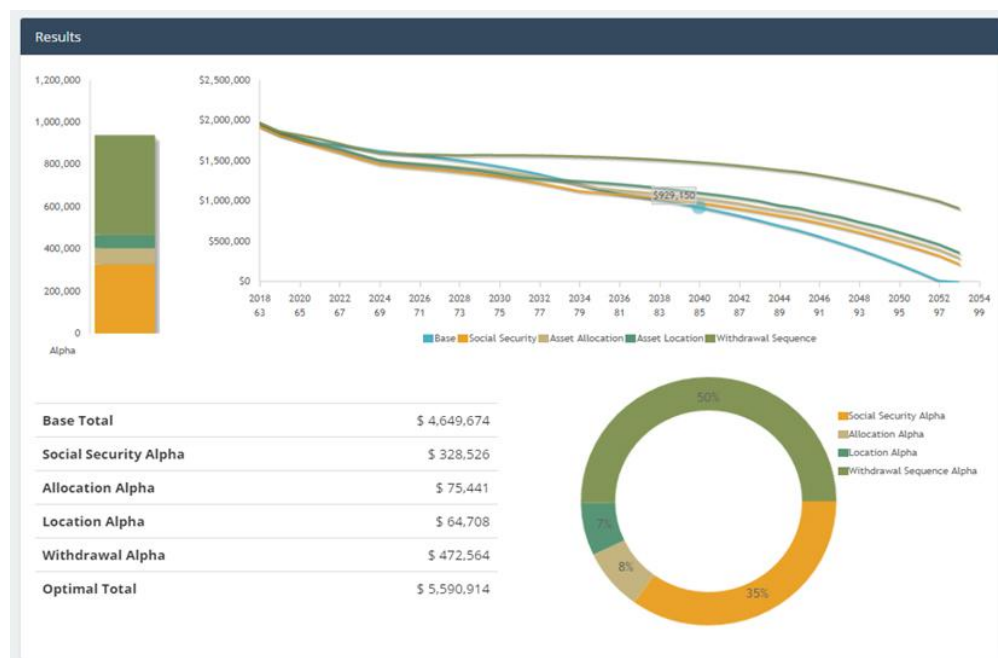 Results
1,200,000
1,000,000
800,000
600,000
400,000
200,000
0
Alpha
$2,500,000
$2,000,000
$1,500,000
$1,000,000
$500,000
$0
$929,150
2018 2020 2022 2024 2026 2028 2030 2032 2034 2036 2038 2040 2042 2044 2046 2048 2050 2052 2054
63 65 67 69 71 73 75 77 79 81 83 85 87 89 91 93 95 97 99
Base Social Security Asset Allocation Asset Location Withdrawal Sequence
Base Total $ 4,649,674
Social Security Alpha $ 328,526
Allocation Alpha $ 75,441
Location Alpha $ 64,708
Withdrawal Alpha $ 472,564
Optimal Total $ 5,590,914
50%
7%
8%
35%
Social Security Alpha
Allocation Alpha
Location Alpha
Withdrawal Sequence Alpha